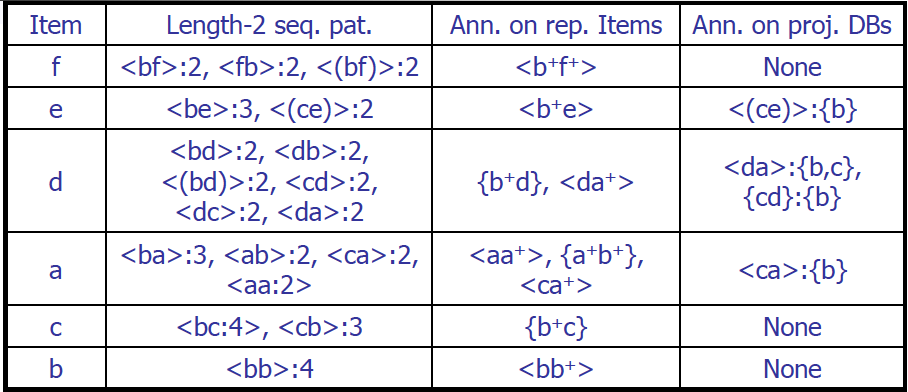 Item Length-2 seq. pat. Ann. on rep. Items Ann. on proj. DBs
f <bf>:2, <fb>:2, <(bf)>:2 <b⁺f⁺> None
e <be>:3, <(ce)>:2 <b⁺e> <(ce)>:{b}
d <bd>:2, <db>:2,
<(bd)>:2, <cd>:2,
<dc>:2, <da>:2 {b⁺d}, <da⁺> <da>:{b,c},
{cd}:{b}
a <ba>:3, <ab>:2, <ca>:2,
<aa:2> <aa⁺>, {a⁺b⁺},
<ca⁺> <ca>:{b}
c <bc:4>, <cb>:3 {b⁺c} None
b <bb>:4 <bb⁺> None